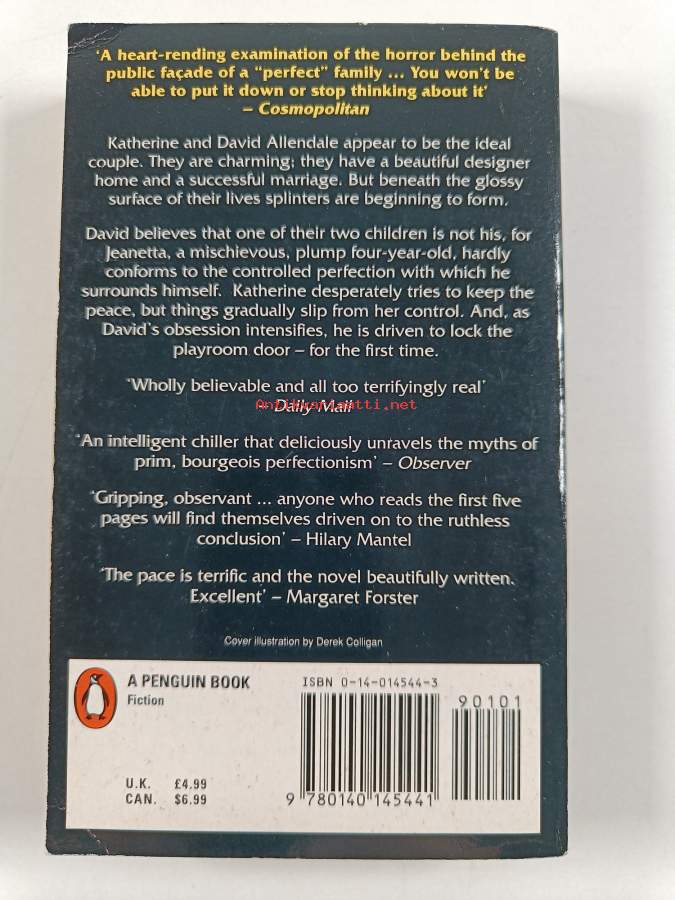 ‘A heart-rending examination of the horror behind the
public façade of a “perfect” family ... You won’t be
able to put it down or stop thinking about it’
– Cosmopolitan
Katherine and David Allendale appear to be the ideal
couple. They are charming; they have a beautiful designer
home and a successful marriage. But beneath the glossy
surface of their lives splinters are beginning to form.
David believes that one of their two children is not his, for
Jeanetta, a mischievous, plump four-year-old, hardly
conforms to the controlled perfection with which he
surrounds himself. Katherine desperately tries to keep the
peace, but things gradually slip from her control. And, as
David’s obsession intensifies, he is driven to lock the
playroom door – for the first time.
‘Wholly believable and all too terrifyingly real’
– Daily Mail
Antikvariaatti.net
‘An intelligent chiller that deliciously unravels the myths of
prim, bourgeois perfectionism’ – Observer
‘Gripping, observant ... anyone who reads the first five
pages will find themselves driven on to the ruthless
conclusion’ – Hilary Mantel
‘The pace is terrific and the novel beautifully written.
Excellent’ – Margaret Forster
Cover illustration by Derek Colligan
A PENGUIN BOOK
Fiction
ISBN 0-14-014544-3
90101
U.K. £4.99
CAN. $6.99
9 780140 145441